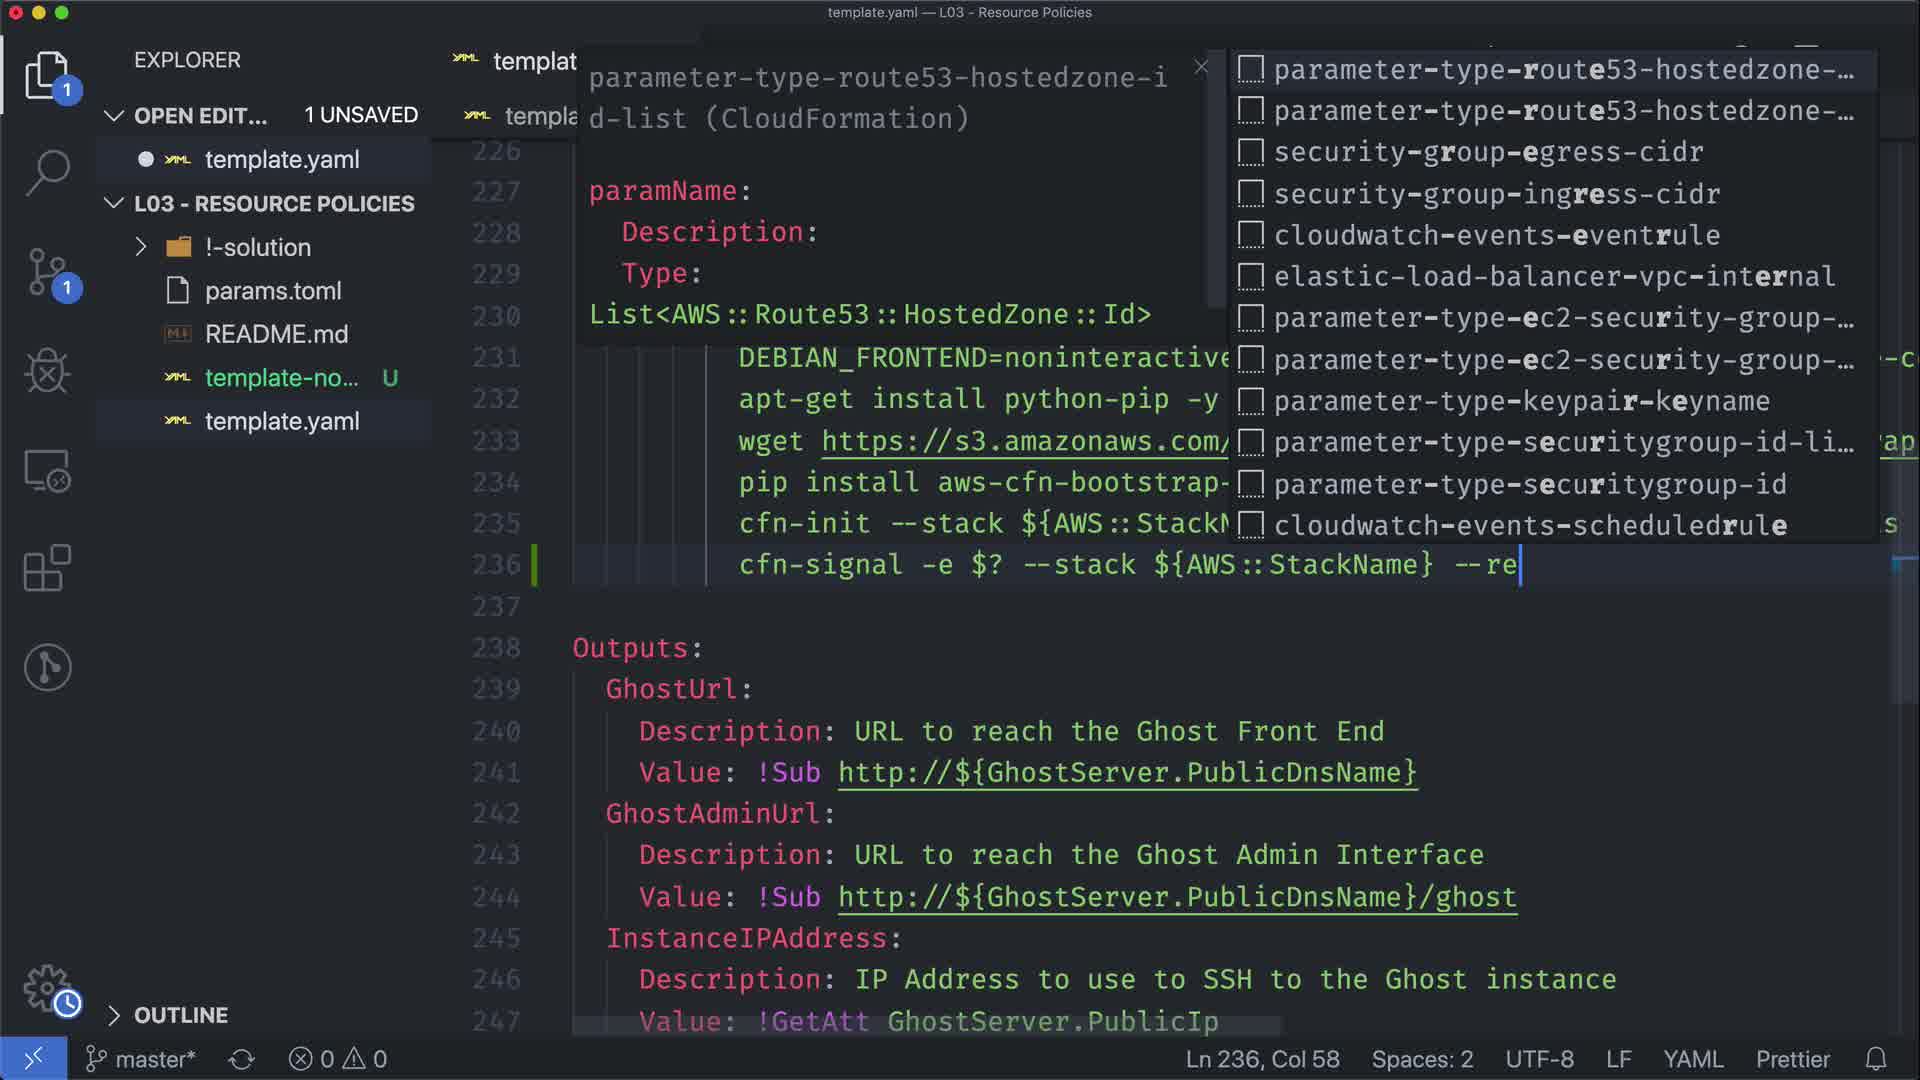 template.yaml — L03 - Resource Policies
EXPLORER
1
OPEN EDIT... 1 UNSAVED
template.yaml
L03 - RESOURCE POLICIES
!-solution
params.toml
README.md
template-no... U
template.yaml
1
OUTLINE
templat
templa
parameter-type-route53-hostedzone-i
d-list (CloudFormation)
paramName:
Description:
Type:
List<AWS::Route53::HostedZone::Id>
parameter-type-route53-hostedzone-...
parameter-type-route53-hostedzone-...
security-group-egress-cidr
security-group-ingress-cidr
cloudwatch-events-eventrule
elastic-load-balancer-vpc-internal
parameter-type-ec2-security-group-...
parameter-type-ec2-security-group-...
parameter-type-keypair-keyname
parameter-type-securitygroup-id-li...
parameter-type-securitygroup-id
cloudwatch-events-scheduledrule
226
227
228
229
230
231 DEBIAN_FRONTEND=noninteractive
232 apt-get install python-pip -y
233 wget https://s3.amazonaws.com/ ap
234 pip install aws-cfn-bootstrap-
235 cfn-init --stack ${AWS::StackN s
236 cfn-signal -e $? --stack ${AWS::StackName} --re
237
238 Outputs:
239 GhostUrl:
240 Description: URL to reach the Ghost Front End
241 Value: !Sub http://${GhostServer.PublicDnsName}
242 GhostAdminUrl:
243 Description: URL to reach the Ghost Admin Interface
244 Value: !Sub http://${GhostServer.PublicDnsName}/ghost
245 InstanceIPAddress:
246 Description: IP Address to use to SSH to the Ghost instance
247 Value: !GetAtt GhostServer.PublicIp
master* 0 0 Ln 236, Col 58 Spaces: 2 UTF-8 LF YAML Prettier